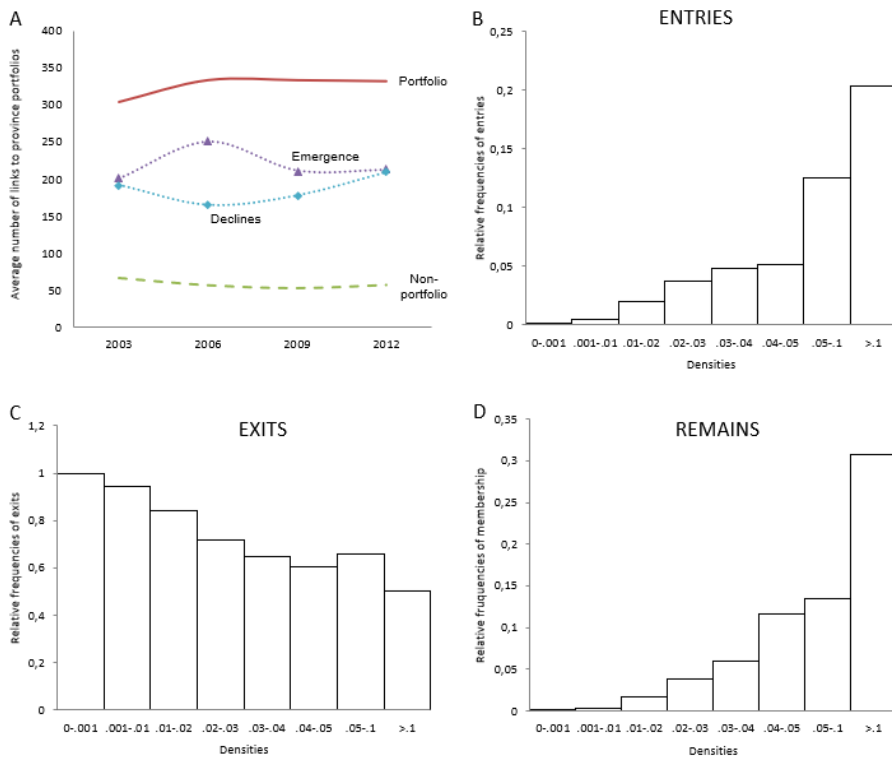 A
Average number of links to province portfolios
400
350
300
250
200
150
100
50
0
Portfolio
Emergence
Declines
Non-
portfolio
2003 2006 2009 2012
B
ENTRIES
Relative frequencies of entries
0,25
0,2
0,15
0,1
0,05
0
0-.001 .001-.01 .01-.02 .02-.03 .03-.04 .04-.05 .05-.1 >.1
Densities
C
EXITS
Relative frequencies of exits
1,2
1
0,8
0,6
0,4
0,2
0
0-.001 .001-.01 .01-.02 .02-.03 .03-.04 .04-.05 .05-.1 >.1
Densities
D
REMAINS
Relative fruquencies of membership
0,35
0,3
0,25
0,2
0,15
0,1
0,05
0
0-.001 .001-.01 .01-.02 .02-.03 .03-.04 .04-.05 .05-.1 >.1
Densities